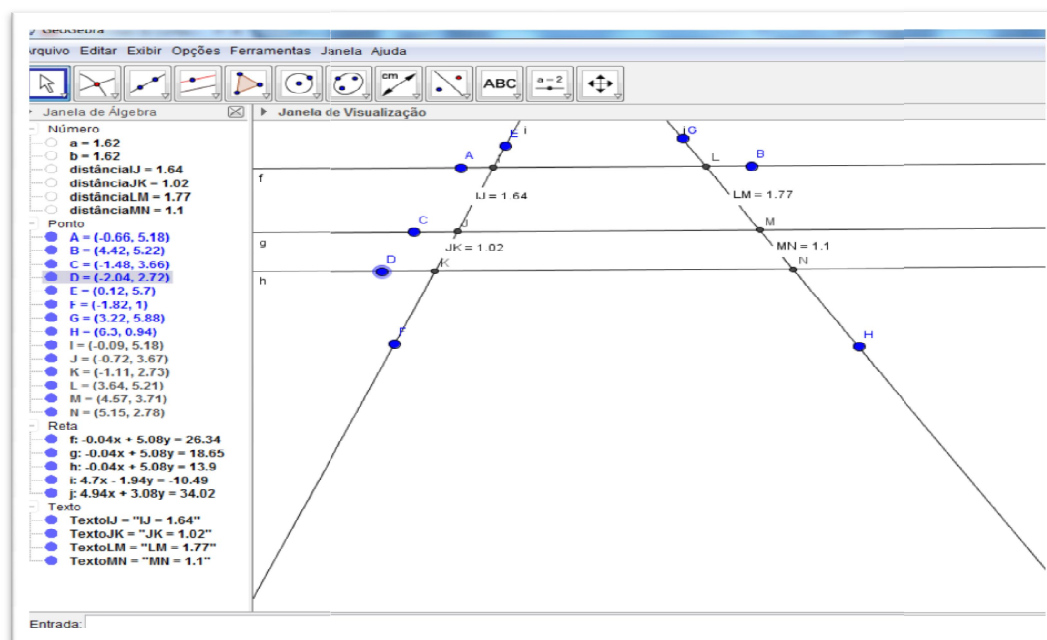 GeoGebra
Arquivo Editar Exibir Opções Ferramentas Janela Ajuda
cm
ABC
a=2
Janela de Álgebra
Janela de Visualização
Número
a = 1.62
b = 1.62
distânciaIJ = 1.64
distânciaJK = 1.02
distânciaLM = 1.77
distânciaMN = 1.1
Ponto
A = (-0.66, 5.18)
B = (4.42, 5.22)
C = (-1.48, 3.66)
D = (-2.04, 2.72)
E = (0.12, 5.7)
F = (-1.82, 1)
G = (3.22, 5.88)
H = (6.3, 0.94)
I = (-0.09, 5.18)
J = (-0.72, 3.67)
K = (-1.11, 2.73)
L = (3.64, 5.21)
M = (4.57, 3.71)
N = (5.15, 2.78)
Reta
f: -0.04x + 5.08y = 26.34
g: -0.04x + 5.08y = 18.65
h: -0.04x + 5.08y = 13.9
i: 4.7x - 1.94y = -10.49
j: 4.94x + 3.08y = 34.02
Texto
TextoIJ = "IJ = 1.64"
TextoJK = "JK = 1.02"
TextoLM = "LM = 1.77"
TextoMN = "MN = 1.1"
E i
jG
A
I
L
B
f
IJ = 1.64
LM = 1.77
C
J
M
g
JK = 1.02
MN = 1.1
D
K
N
h
F
H
Entrada: